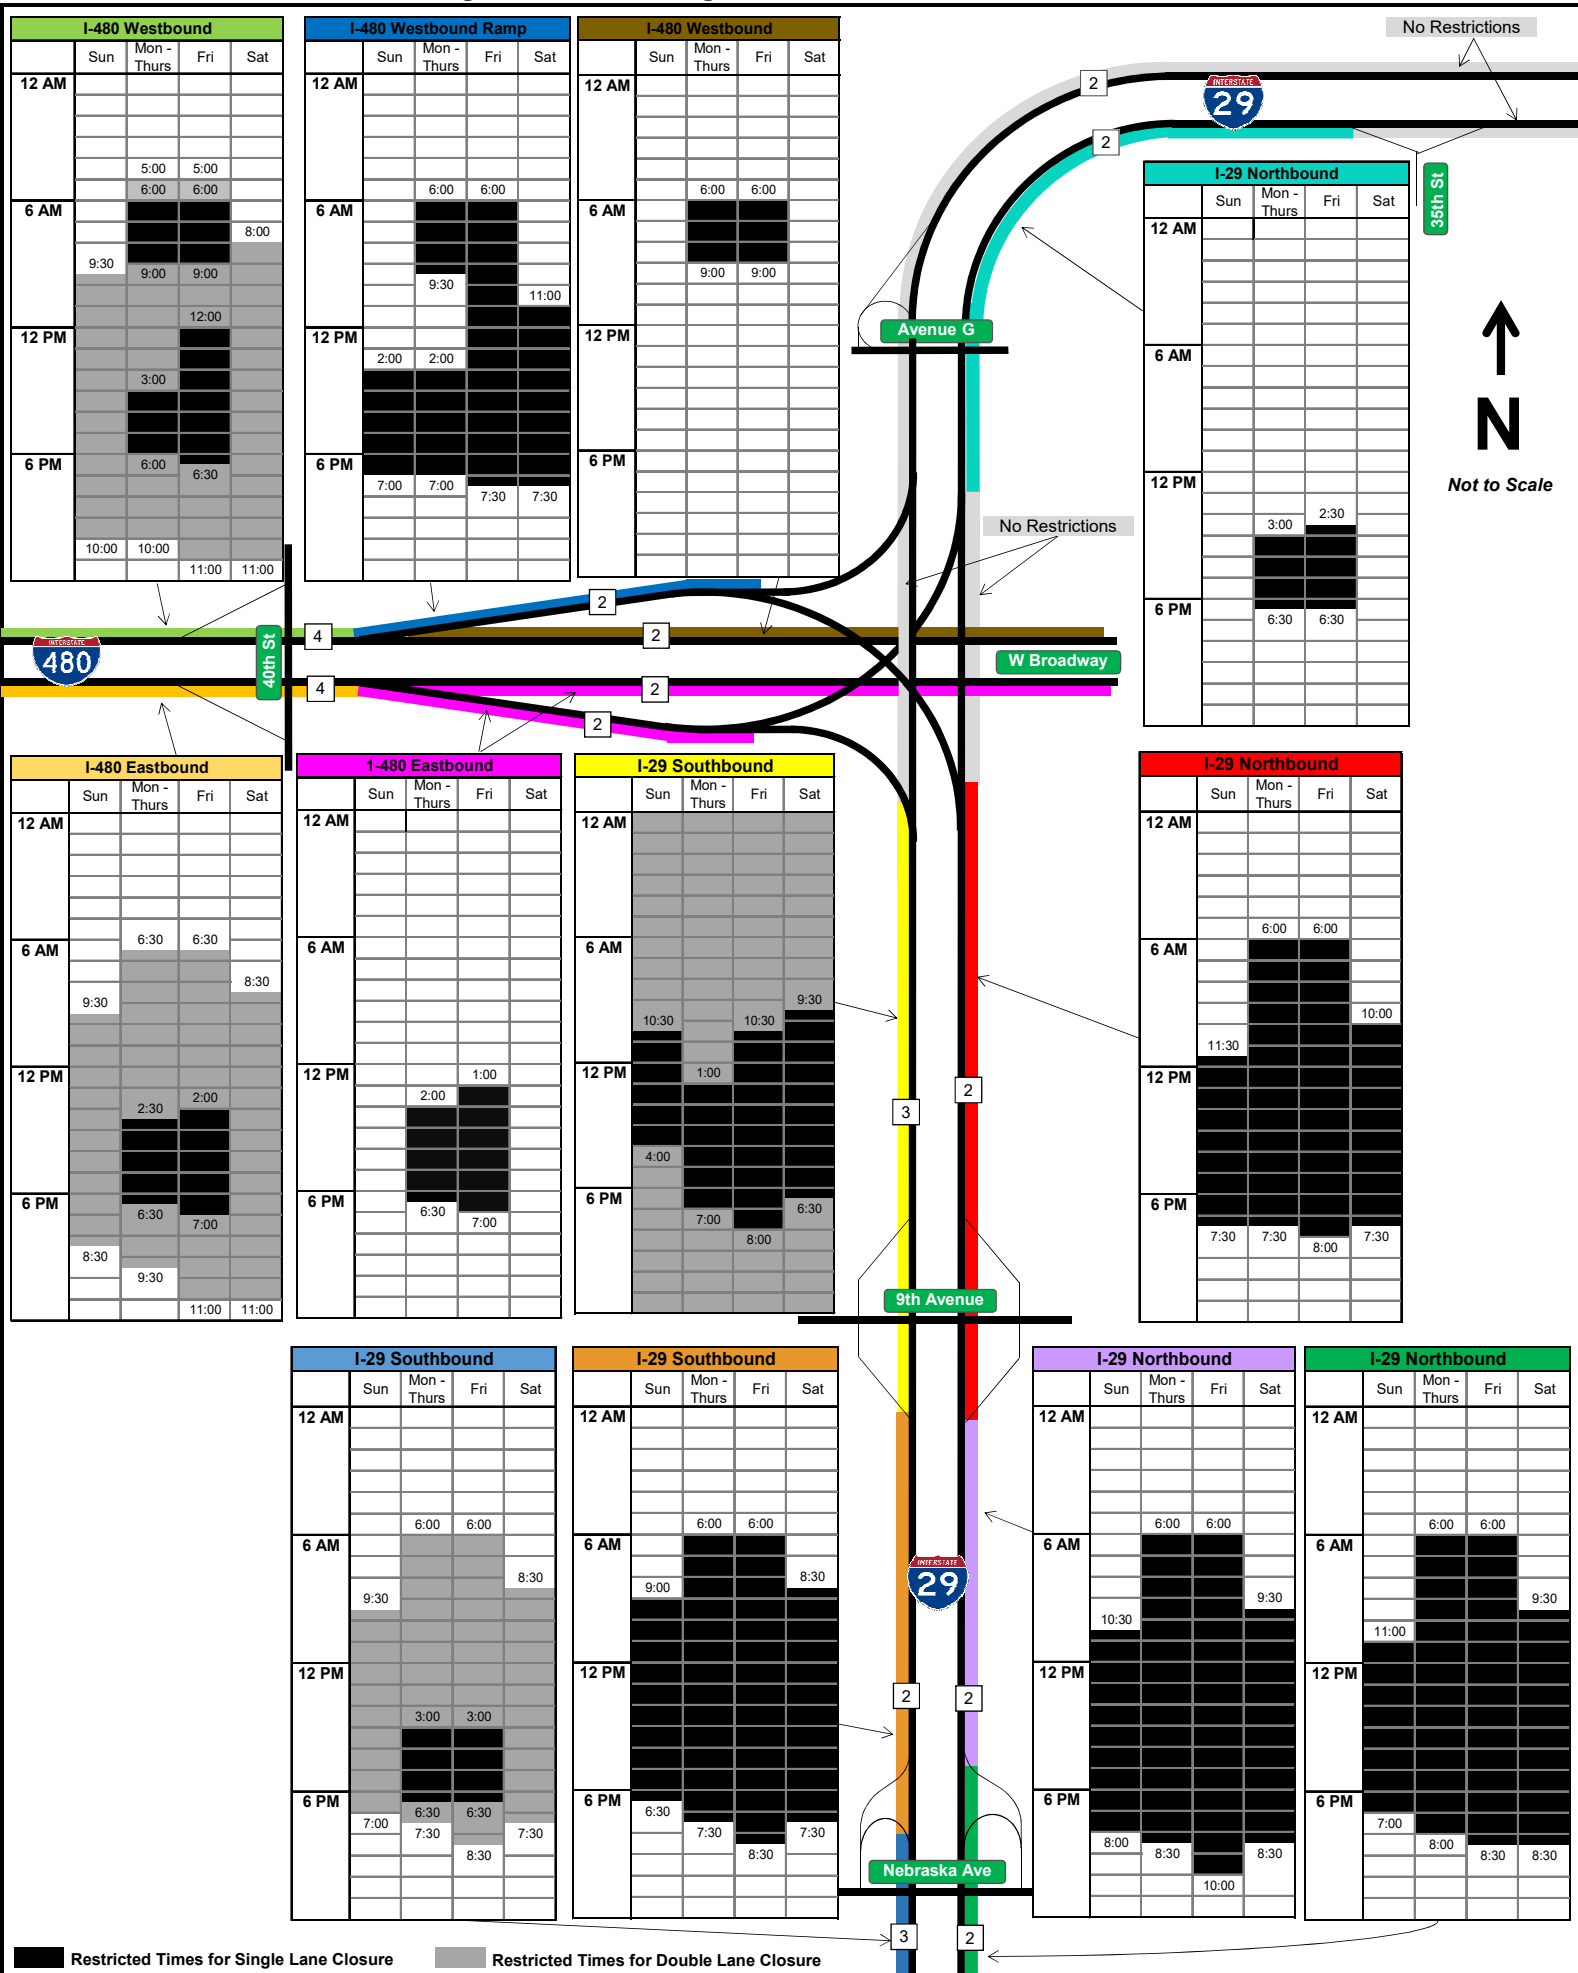 I-480 Westbound
Sun Mon - Thurs Fri Sat
12 AM
5:00 5:00
6:00 6:00
6 AM
8:00
9:30
9:00 9:00
12:00
12 PM
3:00
6 PM
6:00
6:30
10:00 10:00
11:00 11:00
I-480 Westbound Ramp
Sun Mon - Thurs Fri Sat
12 AM
6:00 6:00
6 AM
9:30
11:00
12 PM
2:00 2:00
6 PM
7:00 7:00
7:30 7:30
I-480 Westbound
Sun Mon - Thurs Fri Sat
12 AM
6:00 6:00
6 AM
9:00 9:00
12 PM
6 PM
No Restrictions
2
INTERSTATE
29
2
35th St
I-29 Northbound
Sun Mon - Thurs Fri Sat
12 AM
6 AM
12 PM
2:30
3:00
6 PM
6:30 6:30
Avenue G
N
Not to Scale
No Restrictions
2
4
2
INTERSTATE
480
40th St
W Broadway
4
2
2
I-480 Eastbound
Sun Mon - Thurs Fri Sat
12 AM
6:30 6:30
6 AM
8:30
9:30
12 PM
2:00
2:30
6 PM
6:30
7:00
8:30
9:30
11:00 11:00
1-480 Eastbound
Sun Mon - Thurs Fri Sat
12 AM
6 AM
12 PM
1:00
2:00
6 PM
6:30
7:00
I-29 Southbound
Sun Mon - Thurs Fri Sat
12 AM
6 AM
9:30
10:30 10:30
12 PM
1:00
4:00
6 PM
6:30
7:00
8:00
I-29 Northbound
Sun Mon - Thurs Fri Sat
12 AM
6:00 6:00
6 AM
10:00
11:30
12 PM
6 PM
7:30 7:30 7:30
8:00
3
2
9th Avenue
I-29 Southbound
Sun Mon - Thurs Fri Sat
12 AM
6:00 6:00
6 AM
8:30
9:30
12 PM
3:00 3:00
6 PM
6:30 6:30
7:00
7:30 7:30
8:30
I-29 Southbound
Sun Mon - Thurs Fri Sat
12 AM
6:00 6:00
6 AM
8:30
9:00
12 PM
6 PM
6:30
7:30 7:30
8:30
INTERSTATE
29
2
2
I-29 Northbound
Sun Mon - Thurs Fri Sat
12 AM
6:00 6:00
6 AM
9:30
10:30
12 PM
6 PM
8:00
8:30 8:30
10:00
I-29 Northbound
Sun Mon - Thurs Fri Sat
12 AM
6:00 6:00
6 AM
9:30
11:00
12 PM
6 PM
7:00
8:00
8:30 8:30
Nebraska Ave
3
2
Restricted Times for Single Lane Closure
Restricted Times for Double Lane Closure